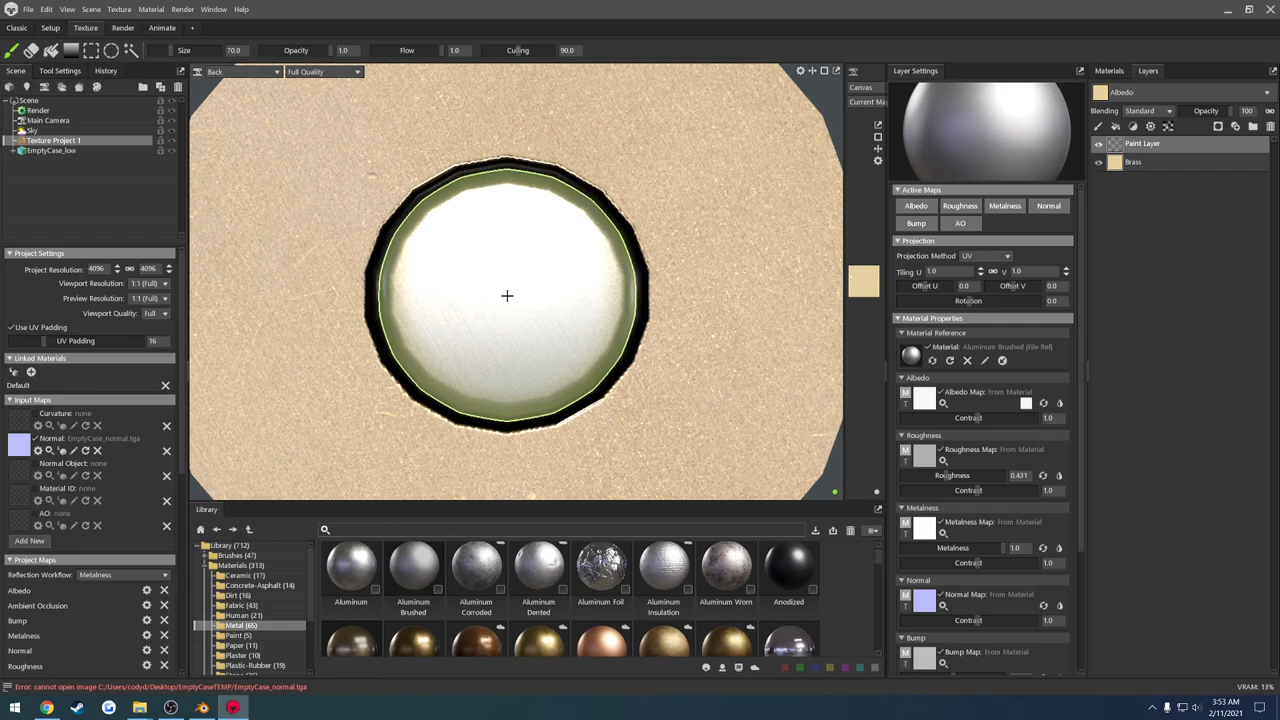 File Edit View Scene Texture Material Render Window Help
Classic Setup Texture Render Animate +
Size 70.0 Opacity 1.0 Flow 1.0 Culling 90.0
Scene Tool Settings History
Back Full Quality
Scene
Render
Main Camera
Sky
Texture Project 1
EmptyCase_low
Project Settings
Project Resolution: 4096 4096
Viewport Resolution: 1:1 (Full)
Preview Resolution: 1:1 (Full)
Viewport Quality: Full
Use UV Padding
UV Padding 16
Linked Materials
Default
Input Maps
Curvature: none
Normal: EmptyCase_normal.tga
Normal Object: none
Material ID: none
AO: none
Add New
Project Maps
Reflection Workflow: Metalness
Albedo
Ambient Occlusion
Bump
Metalness
Normal
Roughness
Canvas
Current Ma
Library
Library (712)
Brushes (47)
Materials (313)
Ceramic (17)
Concrete-Asphalt (14)
Dirt (16)
Fabric (43)
Human (21)
Metal (65)
Paint (5)
Paper (11)
Plaster (10)
Plastic-Rubber (19)
Aluminum
Aluminum Brushed
Aluminum Corroded
Aluminum Dented
Aluminum Foil
Aluminum Insulation
Aluminum Worn
Anodized
Layer Settings
Active Maps
Albedo Roughness Metalness Normal
Bump AO
Projection
Projection Method UV
Tiling U 1.0 V 1.0
Offset U 0.0 Offset V 0.0
Rotation 0.0
Material Properties
Material Reference
Material: Aluminum Brushed (File Ref)
Albedo
M T Albedo Map: From Material
Contrast 1.0
Roughness
M T Roughness Map: From Material
Roughness 0.431
Contrast 1.0
Metalness
M T Metalness Map: From Material
Metalness 1.0
Contrast 1.0
Normal
M T Normal Map: From Material
Contrast 1.0
Bump
M Bump Map: From Material
Materials Layers
Albedo
Blending Standard Opacity 100
Paint Layer
Brass
Error: cannot open image C:/Users/codyd/Desktop/EmptyCaseTEMP/EmptyCase_normal.tga
VRAM: 13%
3:53 AM
2/11/2021